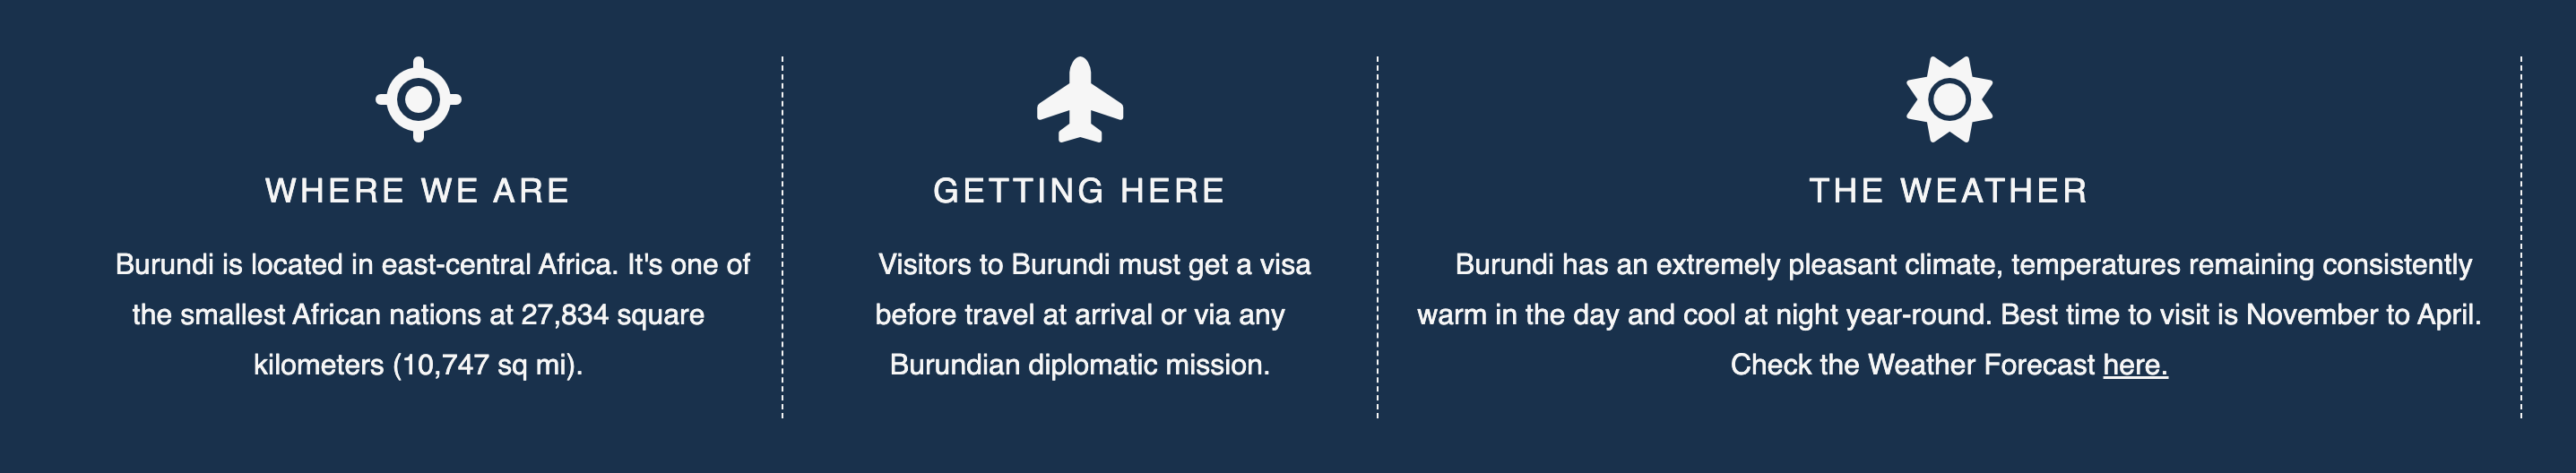 WHERE WE ARE
Burundi is located in east-central Africa. It's one of
the smallest African nations at 27,834 square
kilometers (10,747 sq mi).
GETTING HERE
Visitors to Burundi must get a visa
before travel at arrival or via any
Burundian diplomatic mission.
THE WEATHER
Burundi has an extremely pleasant climate, temperatures remaining consistently
warm in the day and cool at night year-round. Best time to visit is November to April.
Check the Weather Forecast here.